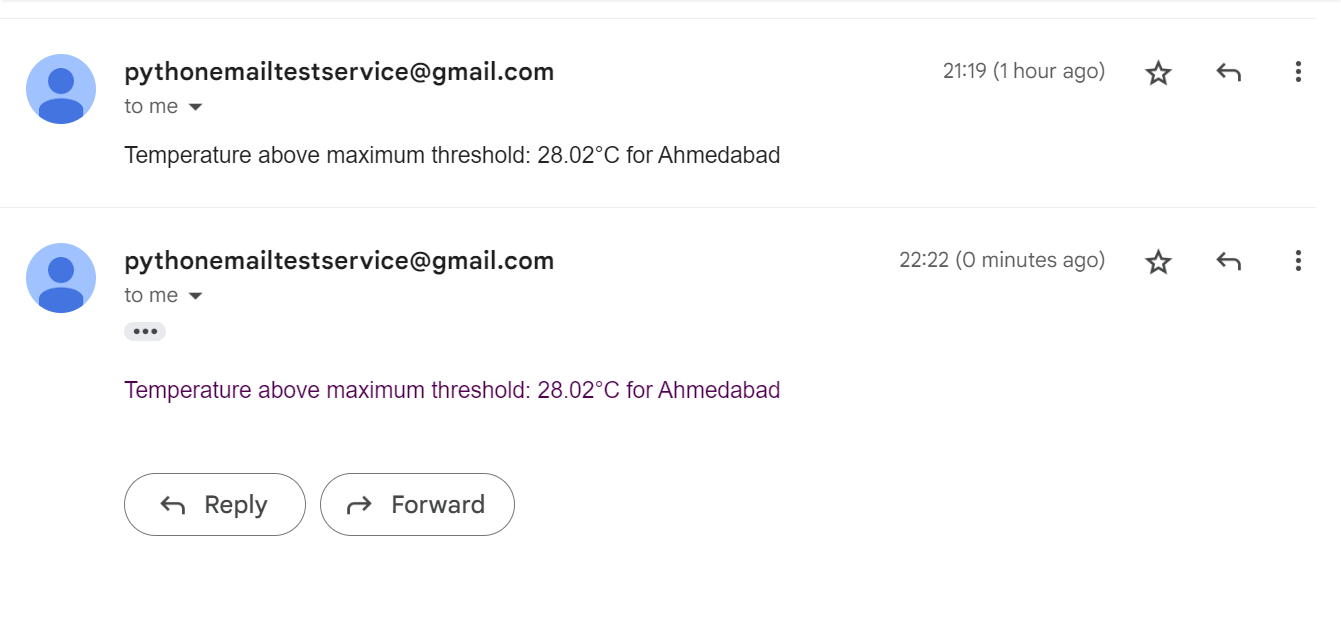 pythonemailtestservice@gmail.com 21:19 (1 hour ago)
to me
Temperature above maximum threshold: 28.02°C for Ahmedabad
pythonemailtestservice@gmail.com 22:22 (0 minutes ago)
to me
Temperature above maximum threshold: 28.02°C for Ahmedabad
Reply Forward